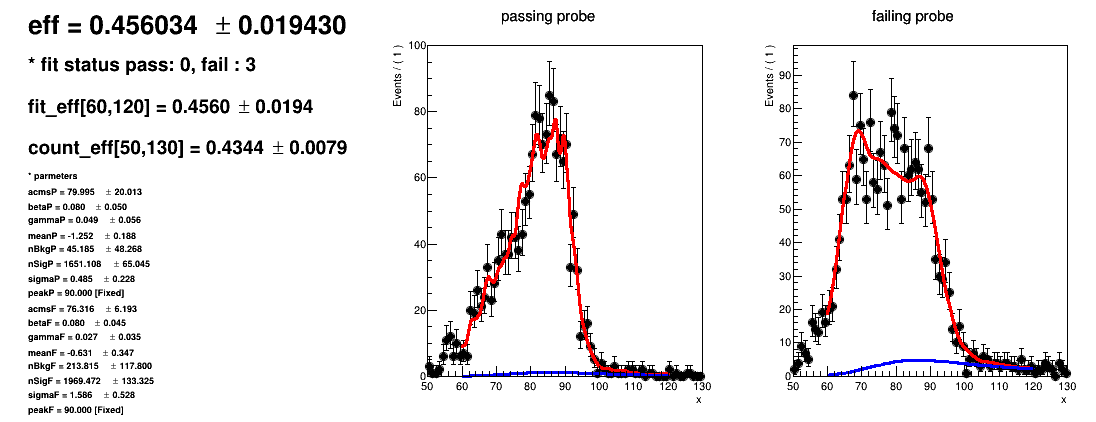 eff = 0.456034 ± 0.019430
* fit status pass: 0, fail : 3
fit_eff[60,120] = 0.4560 ± 0.0194
count_eff[50,130] = 0.4344 ± 0.0079
* parmeters
acmsP = 79.995 ± 20.013
betaP = 0.080 ± 0.050
gammaP = 0.049 ± 0.056
meanP = -1.252 ± 0.188
nBkgP = 45.185 ± 48.268
nSigP = 1651.108 ± 65.045
sigmaP = 0.485 ± 0.228
peakP = 90.000 [Fixed]
acmsF = 76.316 ± 6.193
betaF = 0.080 ± 0.045
gammaF = 0.027 ± 0.035
meanF = -0.631 ± 0.347
nBkgF = 213.815 ± 117.800
nSigF = 1969.472 ± 133.325
sigmaF = 1.586 ± 0.528
peakF = 90.000 [Fixed]
passing probe
Events / ( 1 )
100
80
60
40
20
0
50 60 70 80 90 100 110 120 130
x
failing probe
Events / ( 1 )
90
80
70
60
50
40
30
20
10
0
50 60 70 80 90 100 110 120 130
x